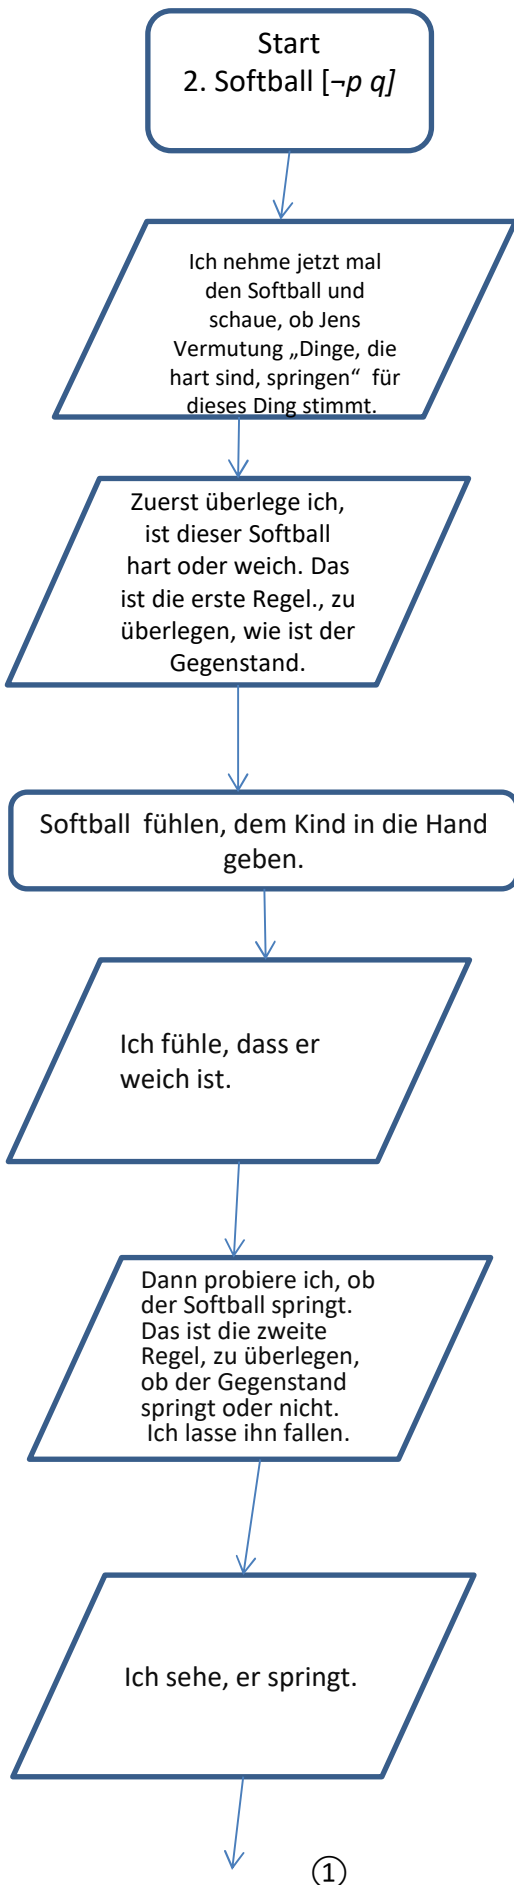 Start
2. Softball [¬p q]
Ich nehme jetzt mal
den Softball und
schaue, ob Jens
Vermutung „Dinge, die
hart sind, springen“ für
dieses Ding stimmt.
Zuerst überlege ich,
ist dieser Softball
hart oder weich. Das
ist die erste Regel., zu
überlegen, wie ist der
Gegenstand.
Softball fühlen, dem Kind in die Hand
geben.
Ich fühle, dass er
weich ist.
Dann probiere ich, ob
der Softball springt.
Das ist die zweite
Regel, zu überlegen,
ob der Gegenstand
springt oder nicht.
Ich lasse ihn fallen.
Ich sehe, er springt.
①